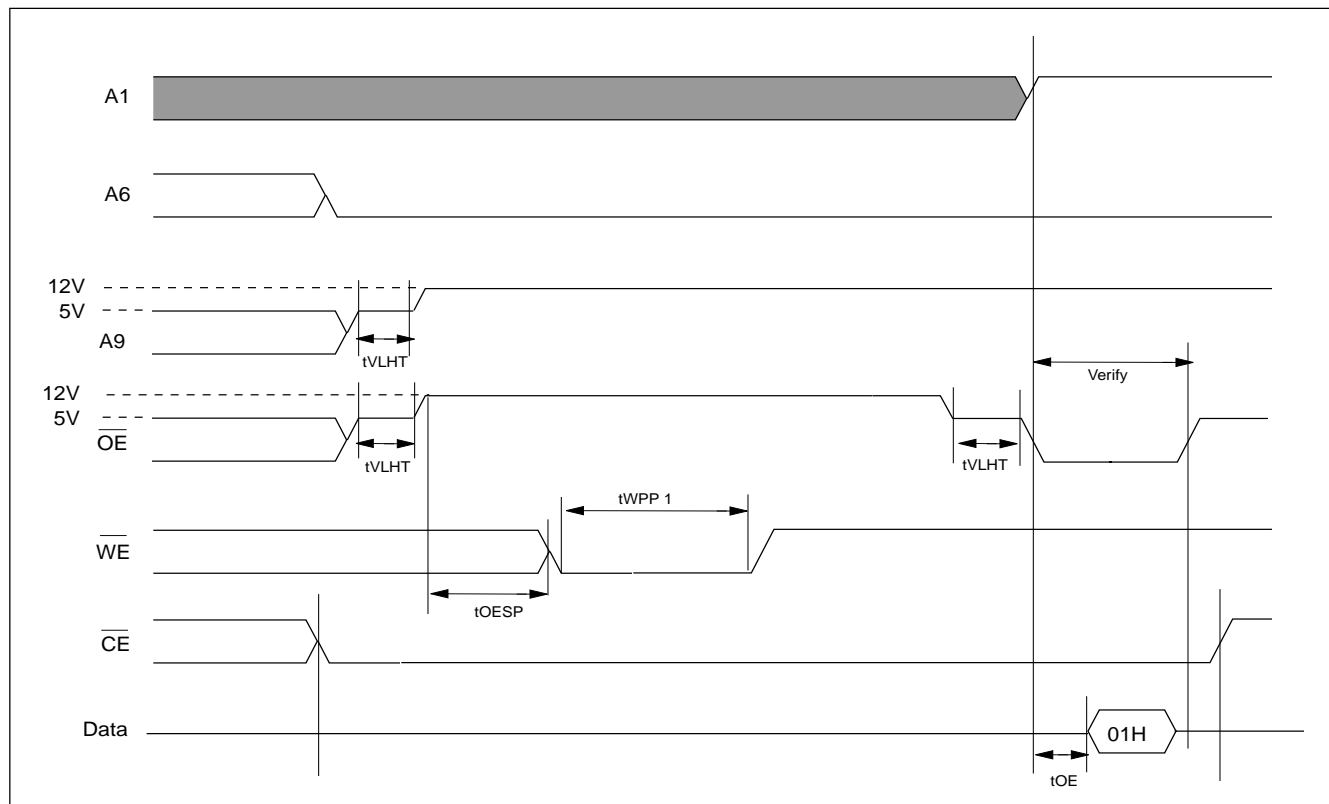 A1
A6
12V
5V
A9
tVLHT
12V
5V
OE
tVLHT
tVLHT
Verify
tWPP 1
WE
tOESP
CE
Data
01H
tOE